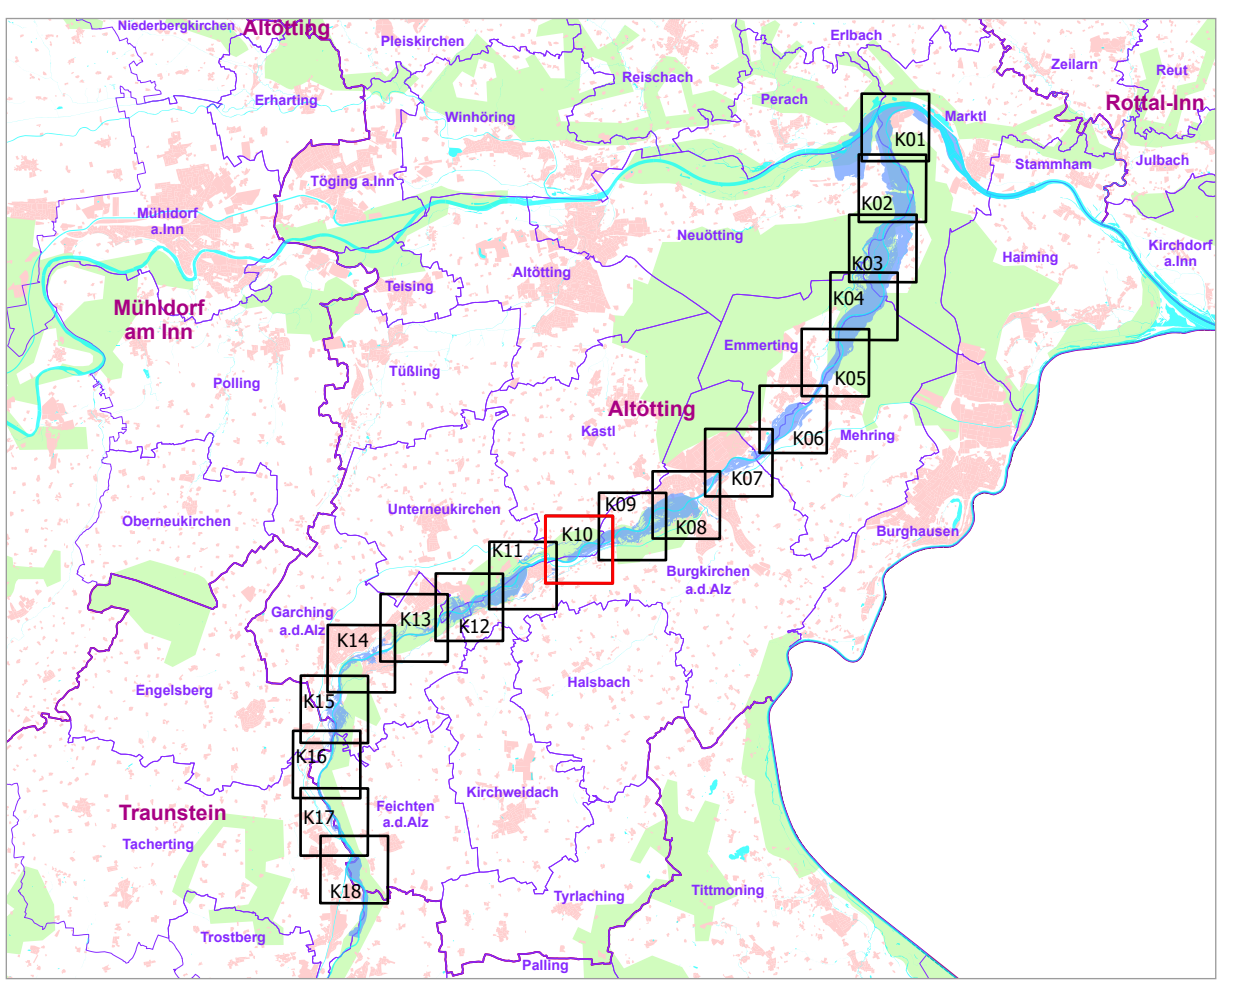 Niederbergkirchen
Altötting
Pleiskirchen
Erlbach
Zeilarn
Reut
Reischach
Erharting
Perach
Rottal-Inn
Winhöring
Marktl
K01
Stammham
Julbach
Töging a.Inn
K02
Mühldorf
a.Inn
Neuötting
Kirchdorf
a.Inn
Haiming
K03
Altötting
Teising
K04
Mühldorf
am Inn
Emmerting
Tüßling
K05
Polling
Altötting
Kastl
K06
Mehring
K07
K09
Unterneukirchen
Oberneukirchen
K08
Burghausen
K10
K11
Burgkirchen
a.d.Alz
Garching
a.d.Alz
K13
K12
K14
Halsbach
Engelsberg
K15
K16
Kirchweidach
Traunstein
Feichten
a.d.Alz
K17
Tacherting
K18
Tyrlaching
Tittmoning
Trostberg
Palling